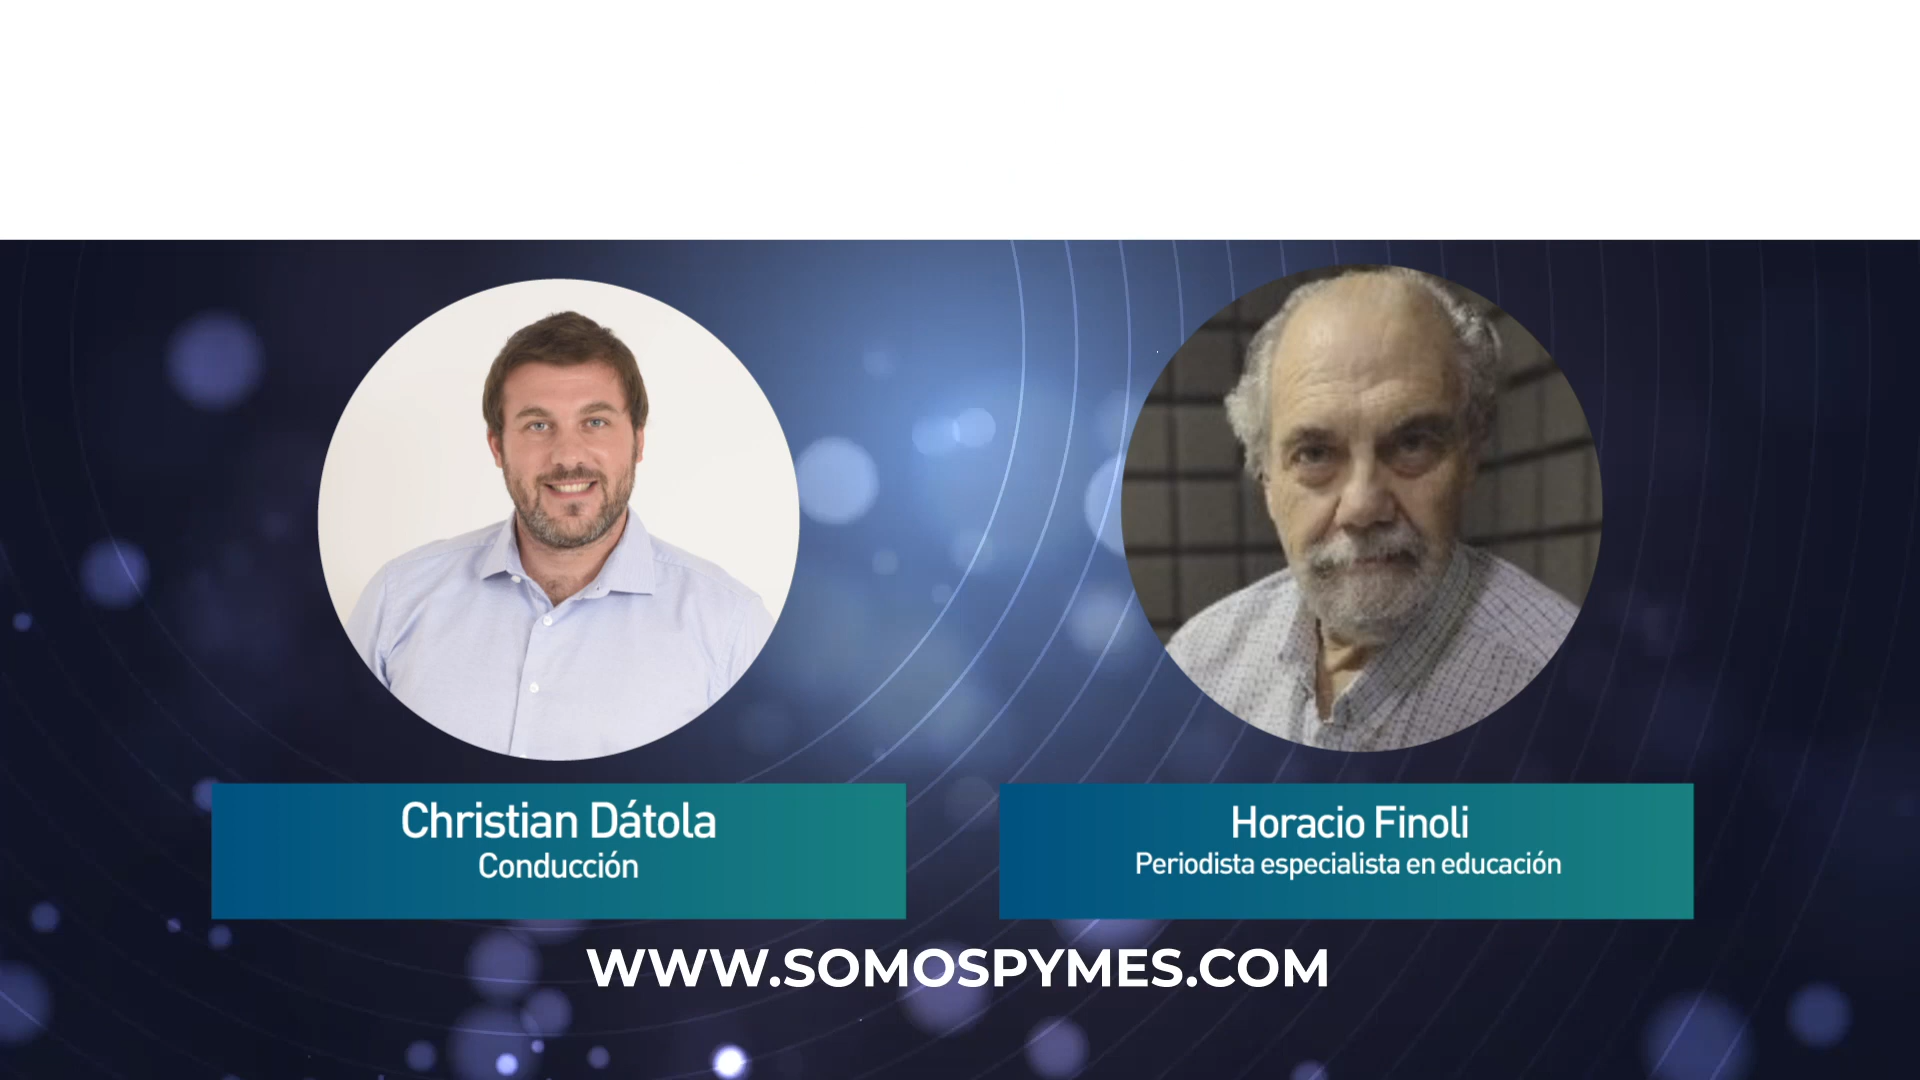 Christian Dátola
Conducción
Horacio Finoli
Periodista especialista en educación
WWW.SOMOSPYMES.COM